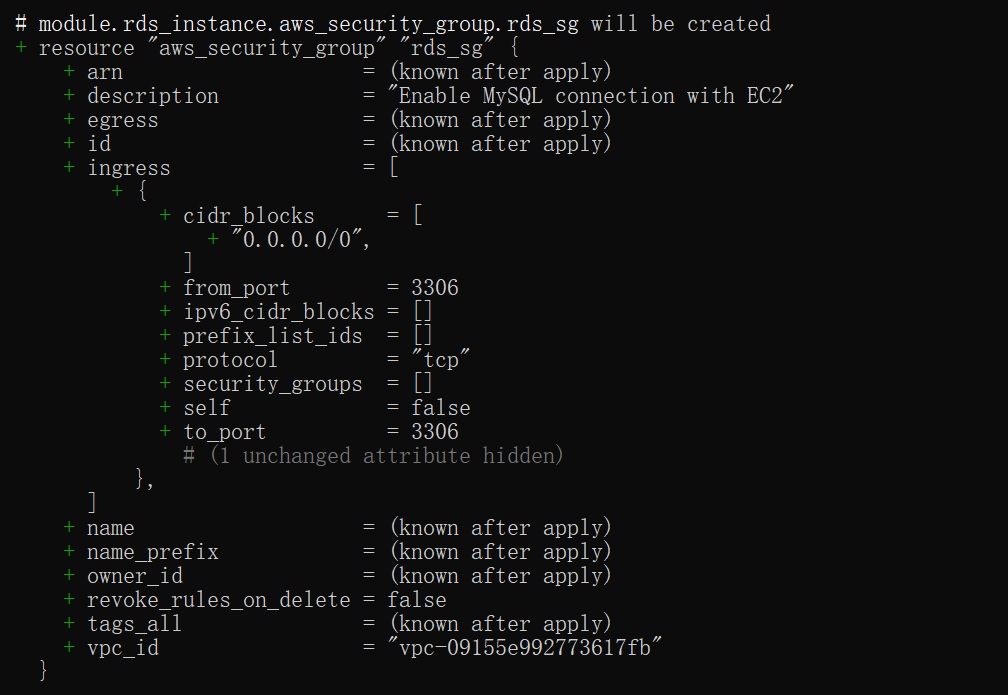 # module.rds_instance.aws_security_group.rds_sg will be created
+ resource "aws_security_group" "rds_sg" {
    + arn                    = (known after apply)
    + description            = "Enable MySQL connection with EC2"
    + egress                 = (known after apply)
    + id                     = (known after apply)
    + ingress                = [
        + {
            + cidr_blocks      = [
                + "0.0.0.0/0",
              ]
            + from_port        = 3306
            + ipv6_cidr_blocks = []
            + prefix_list_ids  = []
            + protocol         = "tcp"
            + security_groups  = []
            + self             = false
            + to_port          = 3306
              # (1 unchanged attribute hidden)
          },
      ]
    + name                   = (known after apply)
    + name_prefix            = (known after apply)
    + owner_id               = (known after apply)
    + revoke_rules_on_delete = false
    + tags_all               = (known after apply)
    + vpc_id                 = "vpc-09155e992773617fb"
  }